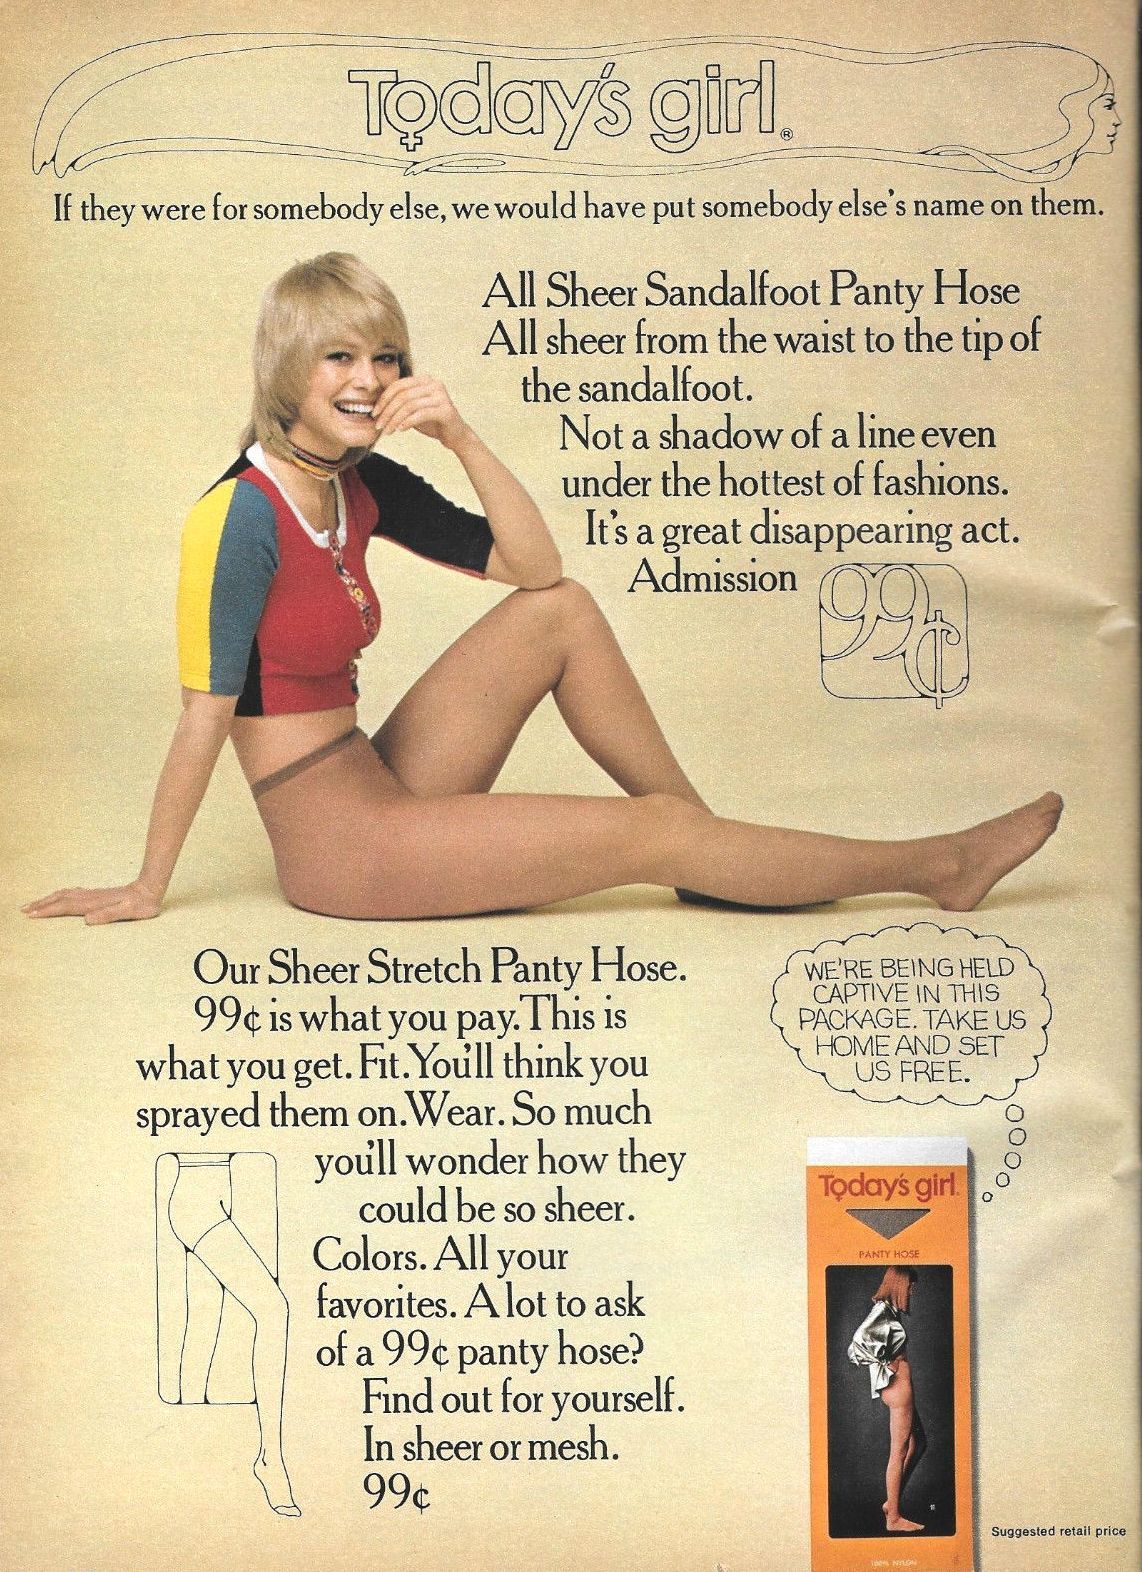 Today's girl®
If they were for somebody else, we would have put somebody else's name on them.
All Sheer Sandalfoot Panty Hose
All sheer from the waist to the tip of
the sandalfoot.
Not a shadow of a line even
under the hottest of fashions.
It's a great disappearing act.
Admission 99¢
Our Sheer Stretch Panty Hose.
99¢ is what you pay. This is
what you get. Fit. You'll think you
sprayed them on. Wear. So much
you'll wonder how they
could be so sheer.
Colors. All your
favorites. A lot to ask
of a 99¢ panty hose?
Find out for yourself.
In sheer or mesh.
99¢
WE'RE BEING HELD
CAPTIVE IN THIS
PACKAGE. TAKE US
HOME AND SET
US FREE.
Today's girl.
PANTY HOSE
100% NYLON
Suggested retail price